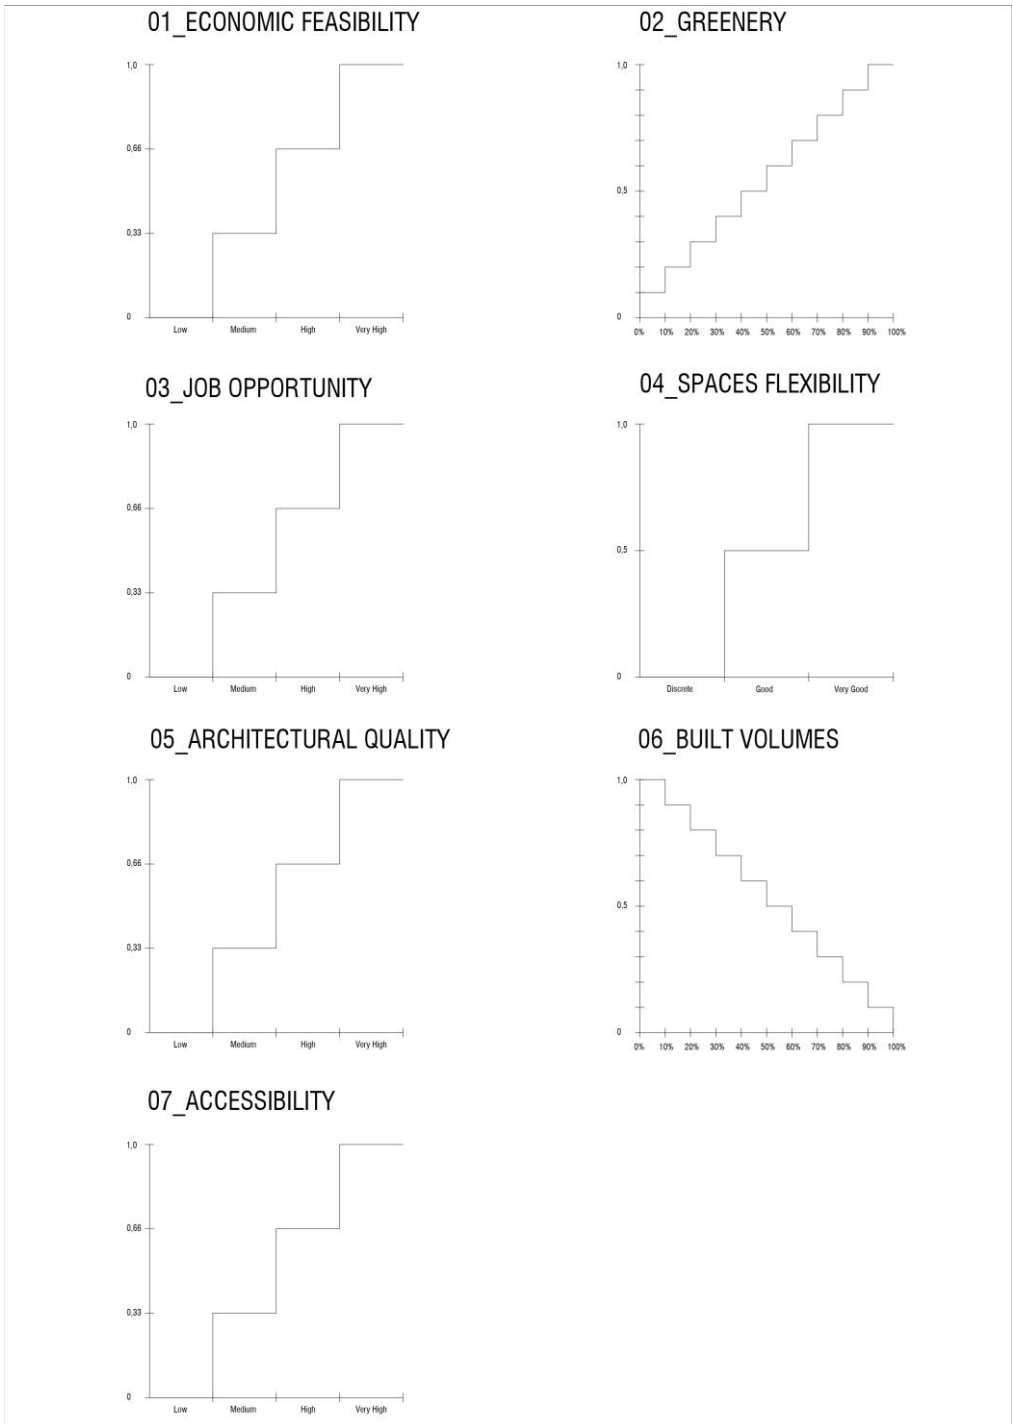 01_ECONOMIC FEASIBILITY
1,0
0,66
0,33
0
Low Medium High Very High
02_GREENERY
1,0
0,5
0
0% 10% 20% 30% 40% 50% 60% 70% 80% 90% 100%
03_JOB OPPORTUNITY
1,0
0,66
0,33
0
Low Medium High Very High
04_SPACES FLEXIBILITY
1,0
0,5
0
Discrete Good Very Good
05_ARCHITECTURAL QUALITY
1,0
0,66
0,33
0
Low Medium High Very High
06_BUILT VOLUMES
1,0
0,5
0
0% 10% 20% 30% 40% 50% 60% 70% 80% 90% 100%
07_ACCESSIBILITY
1,0
0,66
0,33
0
Low Medium High Very High